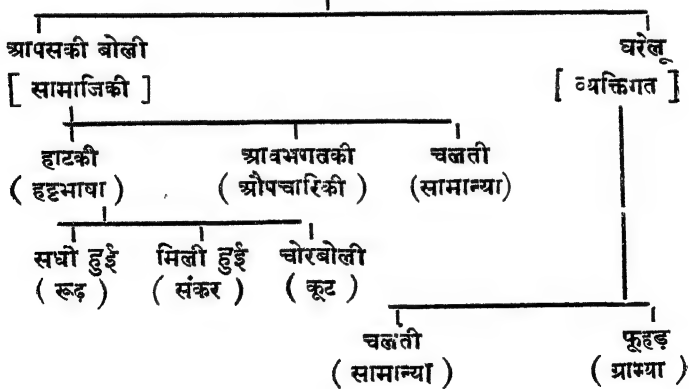 आपसकी बोली घरेलू
[ सामाजिकी ] [ व्यक्तिगत ]
हाटकी आवभगतकी चलती
( हट्टभाषा ) ( औपचारिकी ) (सामान्या)
सधी हुई मिली हुई चोरबोली
( रूढ़ ) ( संकर ) ( कूट )
चलती फूहड़
( सामान्या ) ( ग्राम्या )